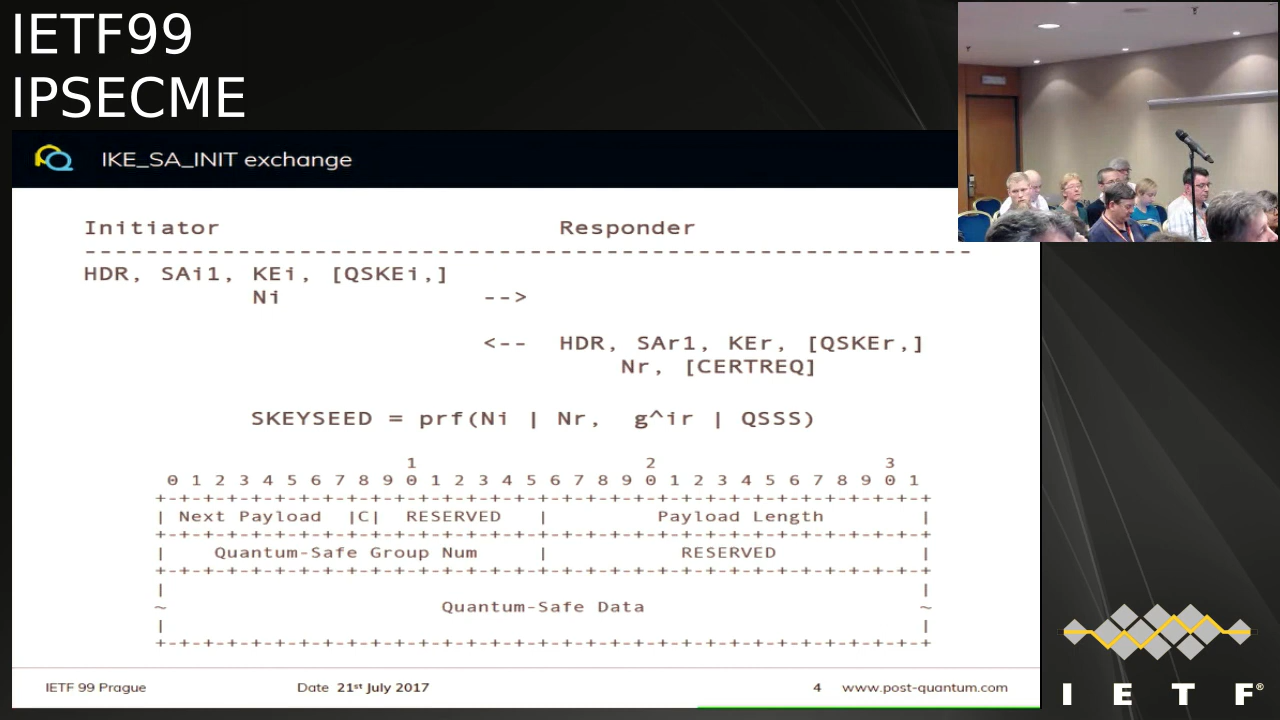 IETF99
IPSECME
IKE_SA_INIT exchange
Initiator Responder
----------------------------------------------------------
HDR, SAi1, KEi, [QSKEi,]
Ni -->
<-- HDR, SAr1, KEr, [QSKEr,]
Nr, [CERTREQ]
SKEYSEED = prf(Ni | Nr, g^ir | QSSS)
1 2 3
0 1 2 3 4 5 6 7 8 9 0 1 2 3 4 5 6 7 8 9 0 1 2 3 4 5 6 7 8 9 0 1
+-+-+-+-+-+-+-+-+-+-+-+-+-+-+-+-+-+-+-+-+-+-+-+-+-+-+-+-+-+-+-+-+
| Next Payload |C| RESERVED | Payload Length |
+-+-+-+-+-+-+-+-+-+-+-+-+-+-+-+-+-+-+-+-+-+-+-+-+-+-+-+-+-+-+-+-+
| Quantum-Safe Group Num | RESERVED |
+-+-+-+-+-+-+-+-+-+-+-+-+-+-+-+-+-+-+-+-+-+-+-+-+-+-+-+-+-+-+-+-+
| |
~ Quantum-Safe Data ~
| |
+-+-+-+-+-+-+-+-+-+-+-+-+-+-+-+-+-+-+-+-+-+-+-+-+-+-+-+-+-+-+-+-+
IETF 99 Prague Date 21st July 2017 4 www.post-quantum.com
I E T F®